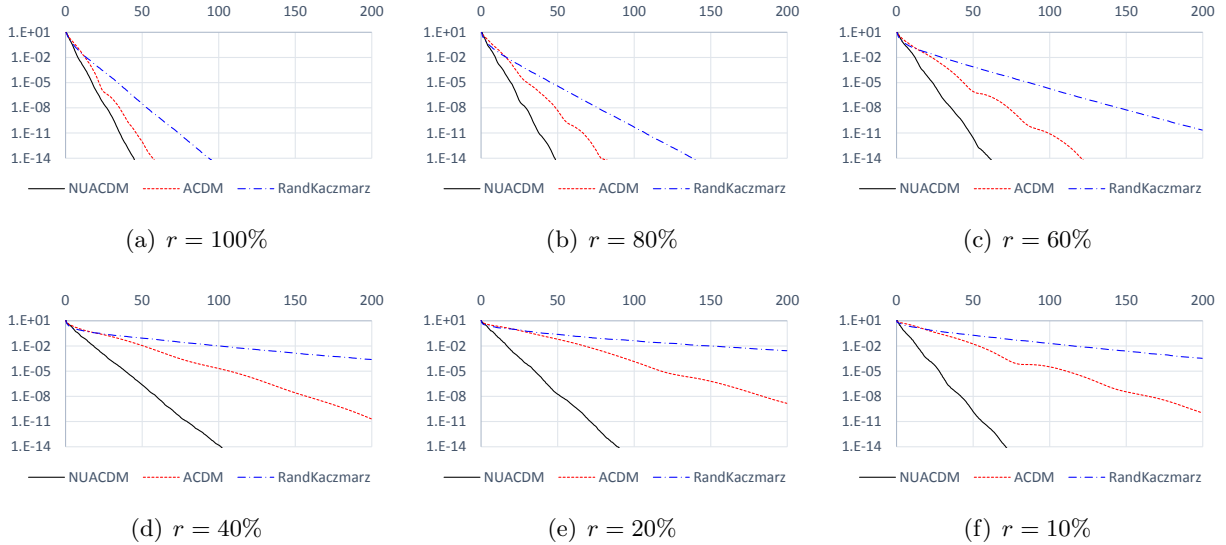 0 50 100 150 200
1.E+01
1.E-02
1.E-05
1.E-08
1.E-11
1.E-14
NUACDM ACDM RandKaczmarz
(a) r = 100%
0 50 100 150 200
1.E+01
1.E-02
1.E-05
1.E-08
1.E-11
1.E-14
NUACDM ACDM RandKaczmarz
(b) r = 80%
0 50 100 150 200
1.E+01
1.E-02
1.E-05
1.E-08
1.E-11
1.E-14
NUACDM ACDM RandKaczmarz
(c) r = 60%
0 50 100 150 200
1.E+01
1.E-02
1.E-05
1.E-08
1.E-11
1.E-14
NUACDM ACDM RandKaczmarz
(d) r = 40%
0 50 100 150 200
1.E+01
1.E-02
1.E-05
1.E-08
1.E-11
1.E-14
NUACDM ACDM RandKaczmarz
(e) r = 20%
0 50 100 150 200
1.E+01
1.E-02
1.E-05
1.E-08
1.E-11
1.E-14
NUACDM ACDM RandKaczmarz
(f) r = 10%